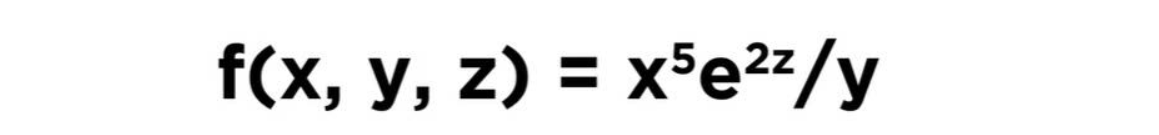 f(x, y, z) = x⁵e²ᶻ/y